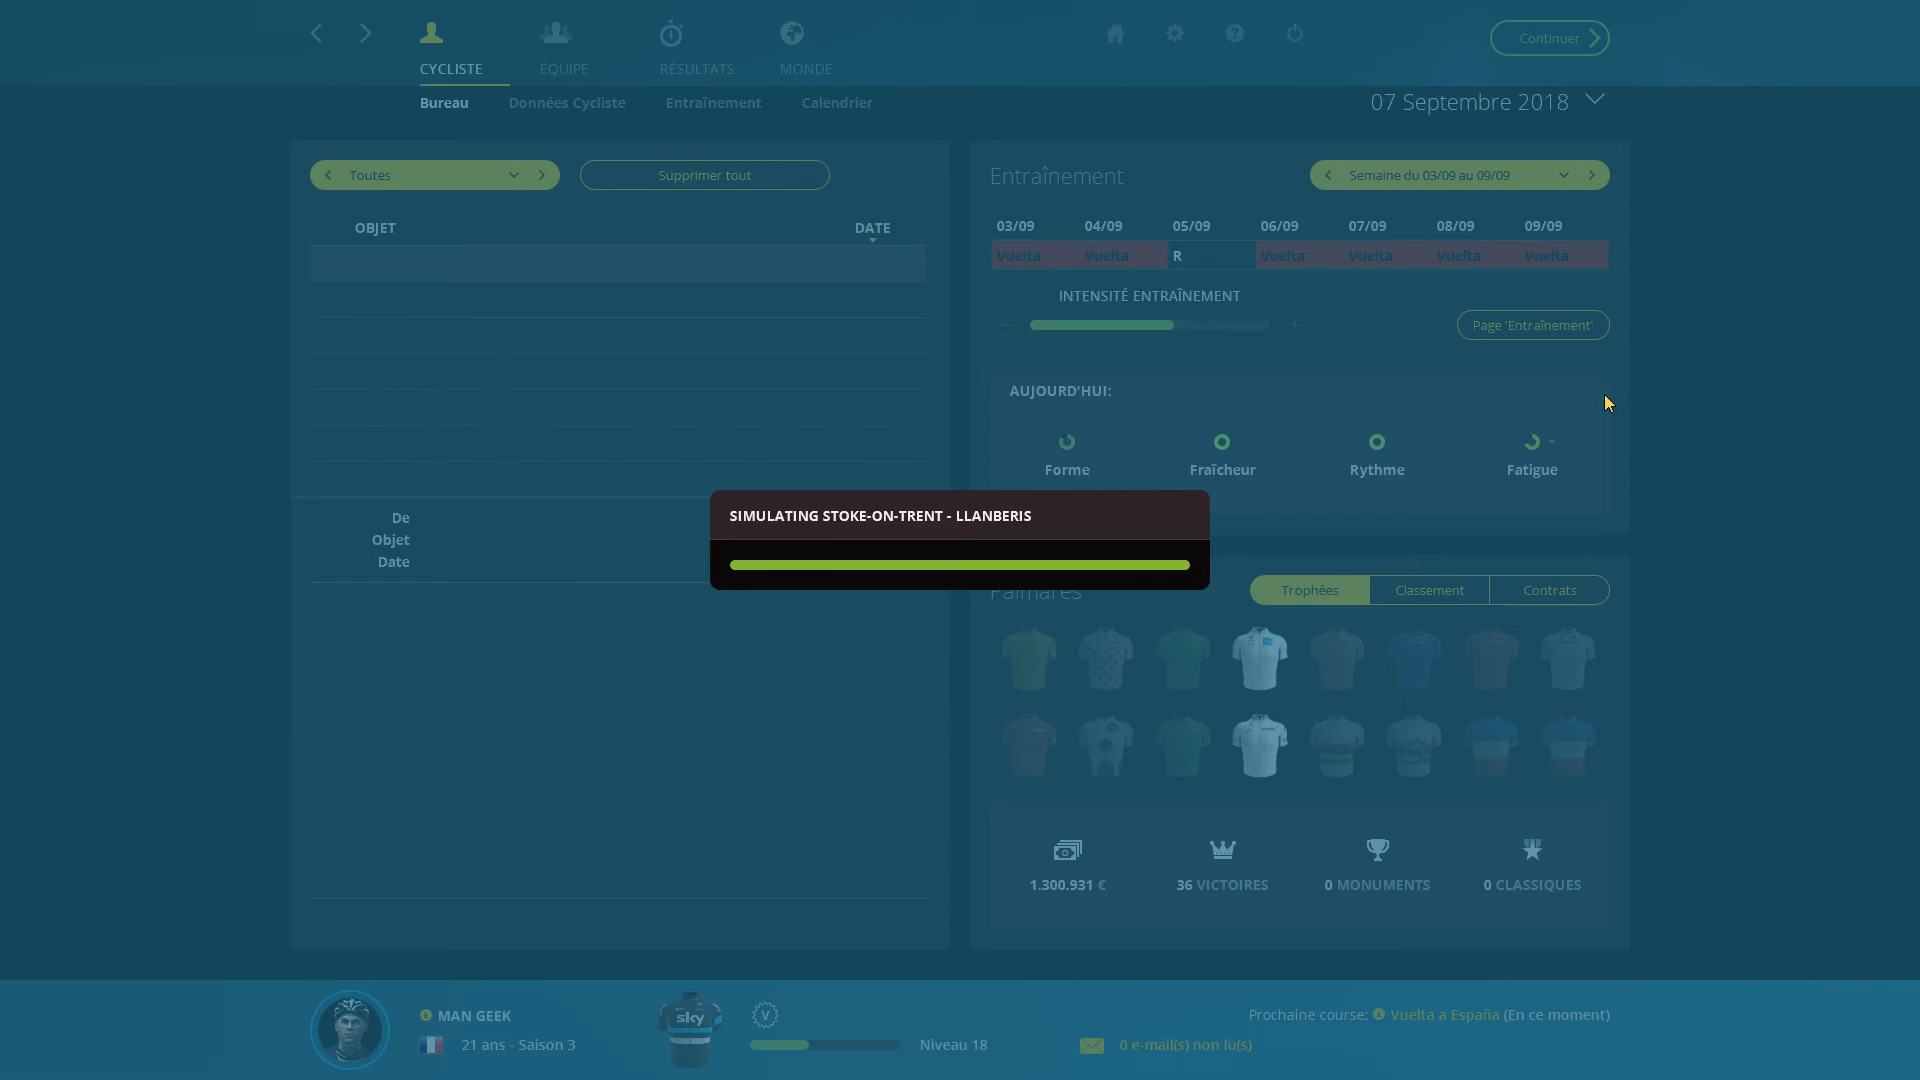 CYCLISTE
ÉQUIPE
RÉSULTATS
MONDE
Continuer
Bureau
Données Cycliste
Entraînement
Calendrier
07 Septembre 2018
Toutes
Supprimer tout
OBJET
DATE
De
Objet
Date
Entraînement
Semaine du 03/09 au 09/09
03/09 04/09 05/09 06/09 07/09 08/09 09/09
Vuelta Vuelta R Vuelta Vuelta Vuelta Vuelta
INTENSITÉ ENTRAÎNEMENT
Page 'Entraînement'
AUJOURD'HUI:
Forme Fraîcheur Rythme Fatigue
SIMULATING STOKE-ON-TRENT - LLANBERIS
Palmarès
Trophées
Classement
Contrats
1.300.931 €
36 VICTOIRES
0 MONUMENTS
0 CLASSIQUES
MAN GEEK
21 ans - Saison 3
sky
V
Niveau 18
Prochaine course: Vuelta a España (En ce moment)
0 e-mail(s) non lu(s)